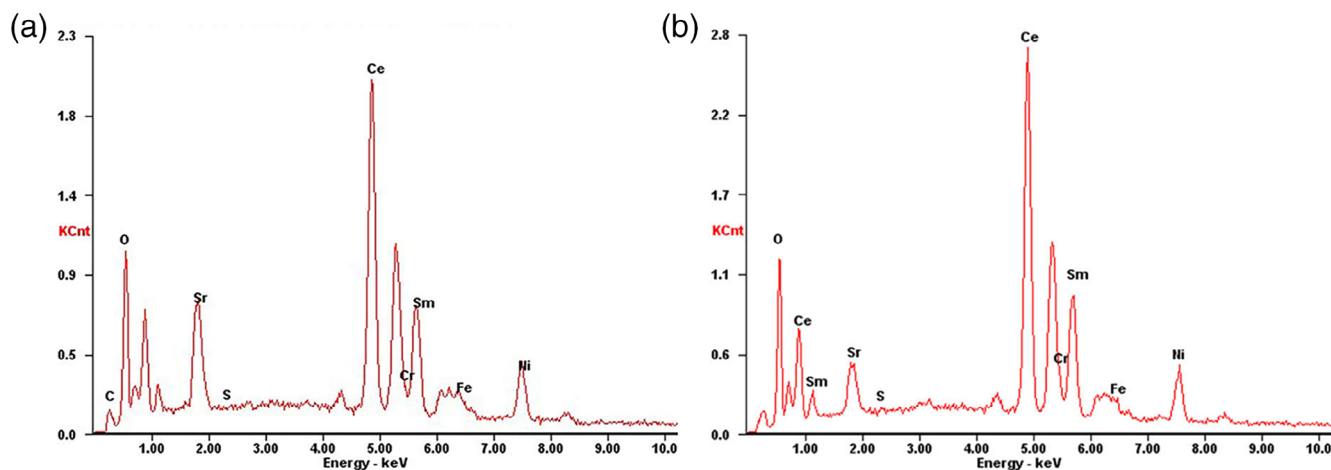 (a)
2.3
1.8
1.4
KCnt
0.9
0.5
0.0
C
O
Sr
S
Ce
Cr
Sm
Fe
Ni
1.00 2.00 3.00 4.00 5.00 6.00 7.00 8.00 9.00 10.0
Energy - keV
(b)
2.8
2.2
1.7
KCnt
1.1
0.6
0.0
O
Ce
Sm
Sr
S
Ce
Cr
Sm
Fe
Ni
1.00 2.00 3.00 4.00 5.00 6.00 7.00 8.00 9.00 10.0
Energy - keV